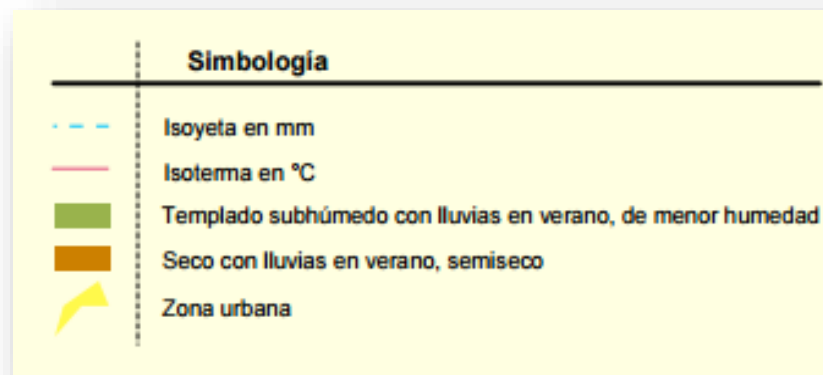 Simbología
Isoyeta en mm
Isoterma en °C
Templado subhúmedo con lluvias en verano, de menor humedad
Seco con lluvias en verano, semiseco
Zona urbana